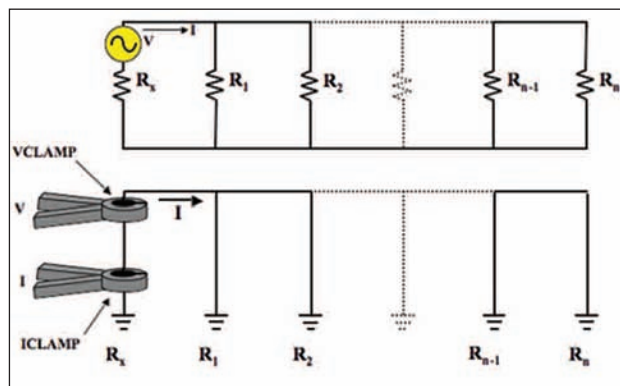 V I
Rx R1 R2 Rn-1 Rn
VCLAMP
V I
I
ICLAMP
Rx R1 R2 Rn-1 Rn